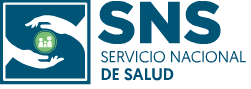 SNS
SERVICIO NACIONAL
DE SALUD